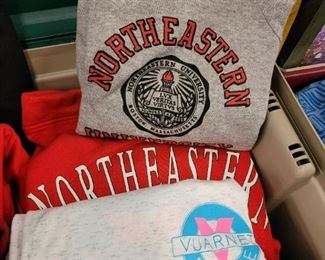 NORTHEASTERN
NORTHEASTERN UNIVERSITY
LUX
VERITAS
VIRTUS
BOSTON, MASSACHUSETTS
NORTHEASTERN
VUARNET